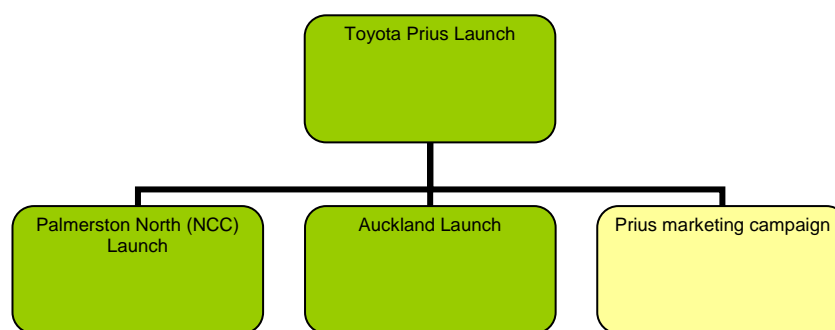 Toyota Prius Launch
Palmerston North (NCC)
Launch
Auckland Launch
Prius marketing campaign